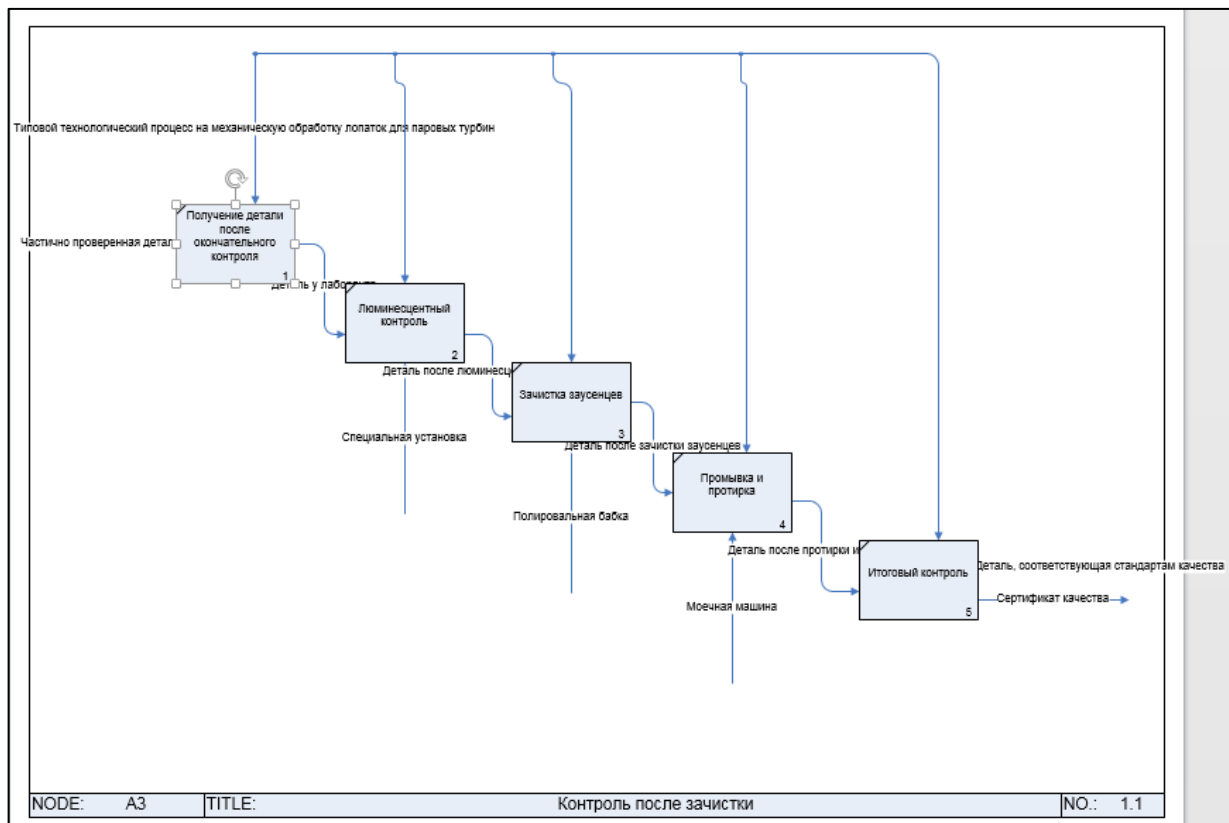 Типовой технологический процесс на механическую обработку лопаток для паровых турбин
Получение детали
после
окончательного
контроля
1
Частично проверенная детал
Деталь у
Люминесцентный
контроль
2
Деталь после люминесц
Специальная установка
Зачистка заусенцев
3
Деталь после зачистки заусенцев
Полировальная бабка
Промывка и
протирка
4
Деталь после протирки и
Моечная машина
Итоговый контроль
5
Деталь, соответствующая стандартам качества
Сертификат качества
NODE: A3 TITLE: Контроль после зачистки NO.: 1.1